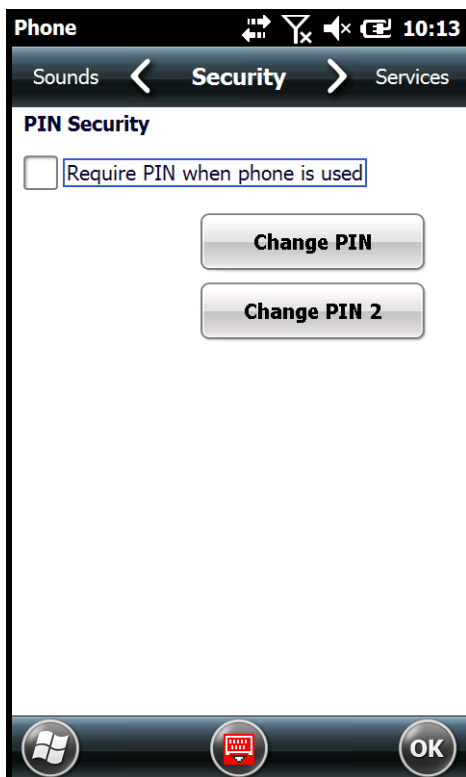 Phone 10:13
Sounds Security Services
PIN Security
Require PIN when phone is used
Change PIN
Change PIN 2
OK